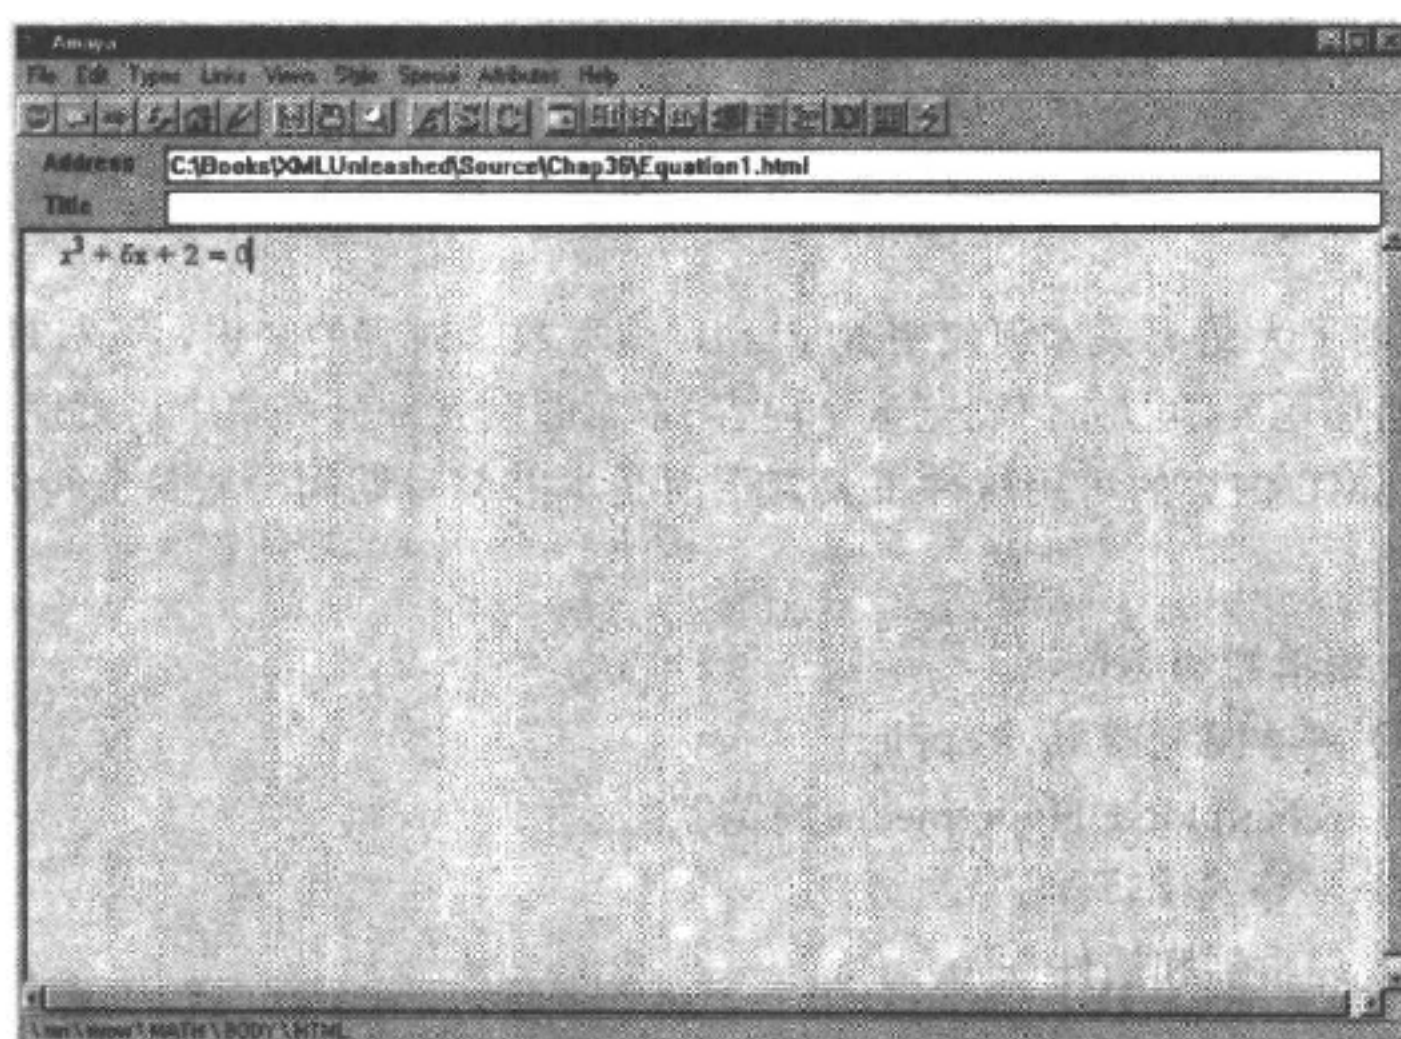 Amaya
File Edit Types Links Views Style Special Attributes Help
Address C:\Books\XMLUnleashed\Source\Chap36\Equation1.html
Title
x³ + 5x + 2 = 0
\ mn \ mrow \ MATH \ BODY \ HTML